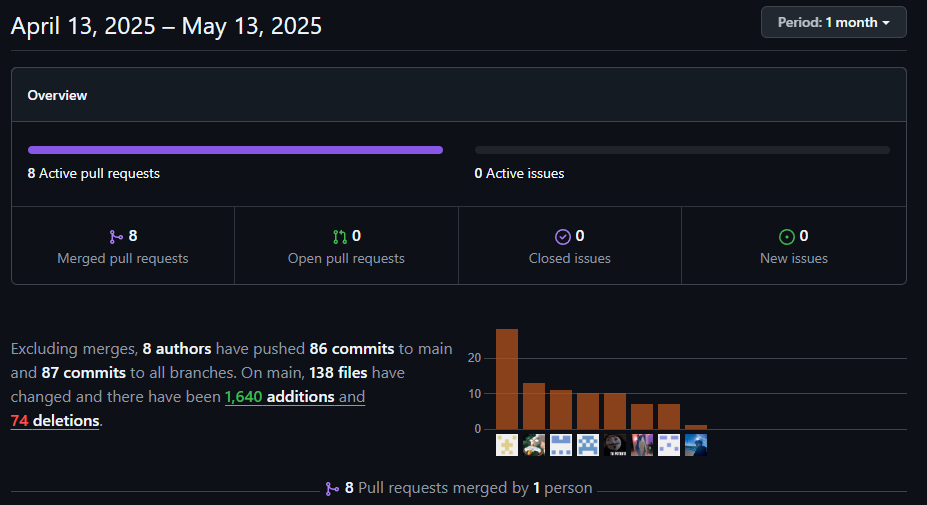 April 13, 2025 – May 13, 2025
Period: 1 month
Overview
8 Active pull requests
0 Active issues
8
Merged pull requests
0
Open pull requests
0
Closed issues
0
New issues
Excluding merges, 8 authors have pushed 86 commits to main
and 87 commits to all branches. On main, 138 files have
changed and there have been 1,640 additions and
74 deletions.
20
10
0
8 Pull requests merged by 1 person